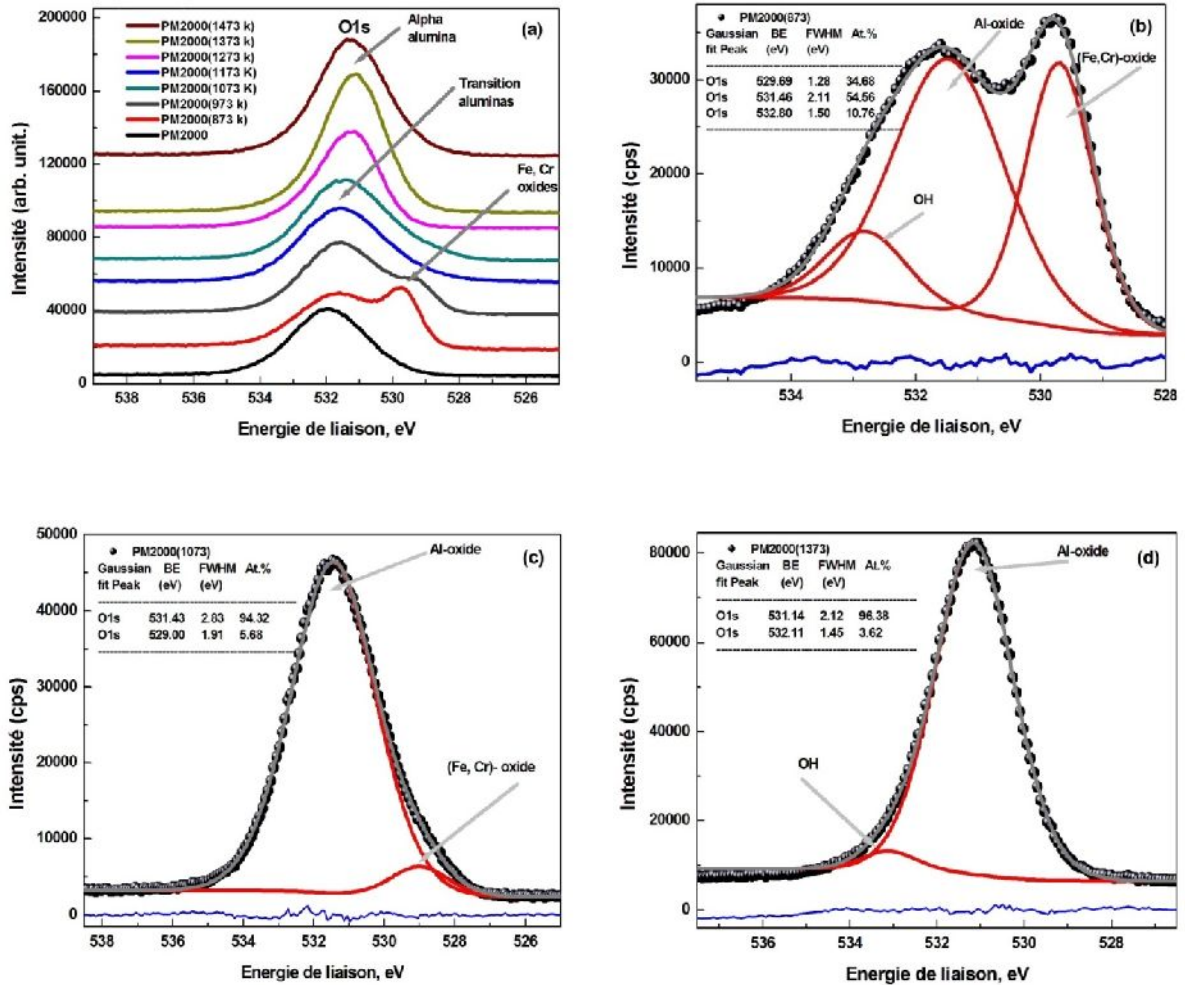 (a)
O1s
PM2000(1473 k)
PM2000(1373 k)
PM2000(1273 k)
PM2000(1173 K)
PM2000(1073 K)
PM2000(973 k)
PM2000(873 k)
PM2000
Alpha
alumina
Transition
aluminas
Fe, Cr
oxides
200000
160000
120000
80000
40000
0
Intensité (arb. unit.)
538 536 534 532 530 528 526
Energie de liaison, eV
(b)
PM2000(873)
Gaussian BE FWHM At.%
fit Peak (eV) (eV)
O1s 529.69 1.28 34.68
O1s 531.46 2.11 54.56
O1s 532.80 1.50 10.76
Al-oxide
(Fe,Cr)-oxide
OH
30000
20000
10000
0
Intensité (cps)
534 532 530 528
Energie de liaison, eV
(c)
PM2000(1073)
Gaussian BE FWHM At.%
fit Peak (eV) (eV)
O1s 531.43 2.83 94.32
O1s 529.00 1.91 5.68
Al-oxide
(Fe, Cr)- oxide
50000
40000
30000
20000
10000
0
Intensité (cps)
538 536 534 532 530 528 526
Energie de liaison, eV
(d)
PM2000(1373)
Gaussian BE FWHM At.%
fit Peak (eV) (eV)
O1s 531.14 2.12 96.38
O1s 532.11 1.45 3.62
Al-oxide
OH
80000
60000
40000
20000
0
Intensité (cps)
536 534 532 530 528
Energie de liaison, eV